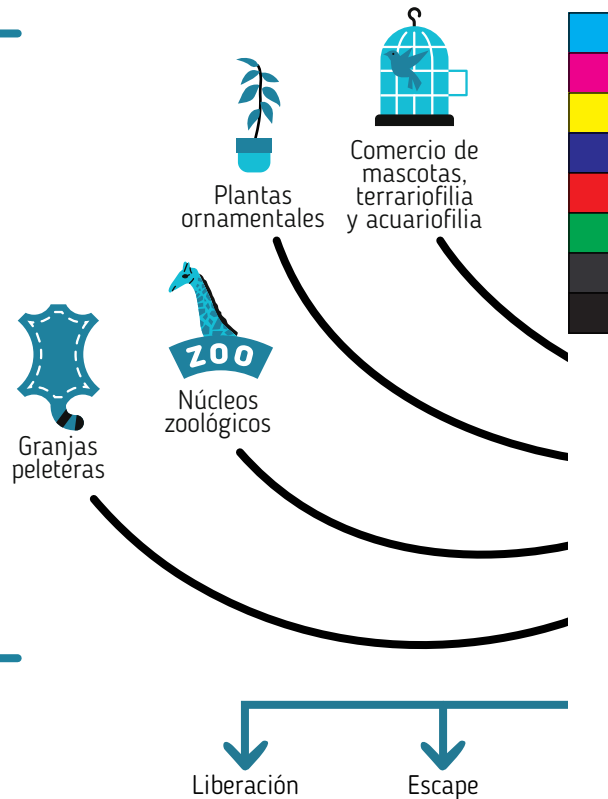 Comercio de
mascotas,
terrariofilia
y acuariofilia
Plantas
ornamentales
ZOO
Núcleos
zoológicos
Granjas
peleteras
Liberación
Escape